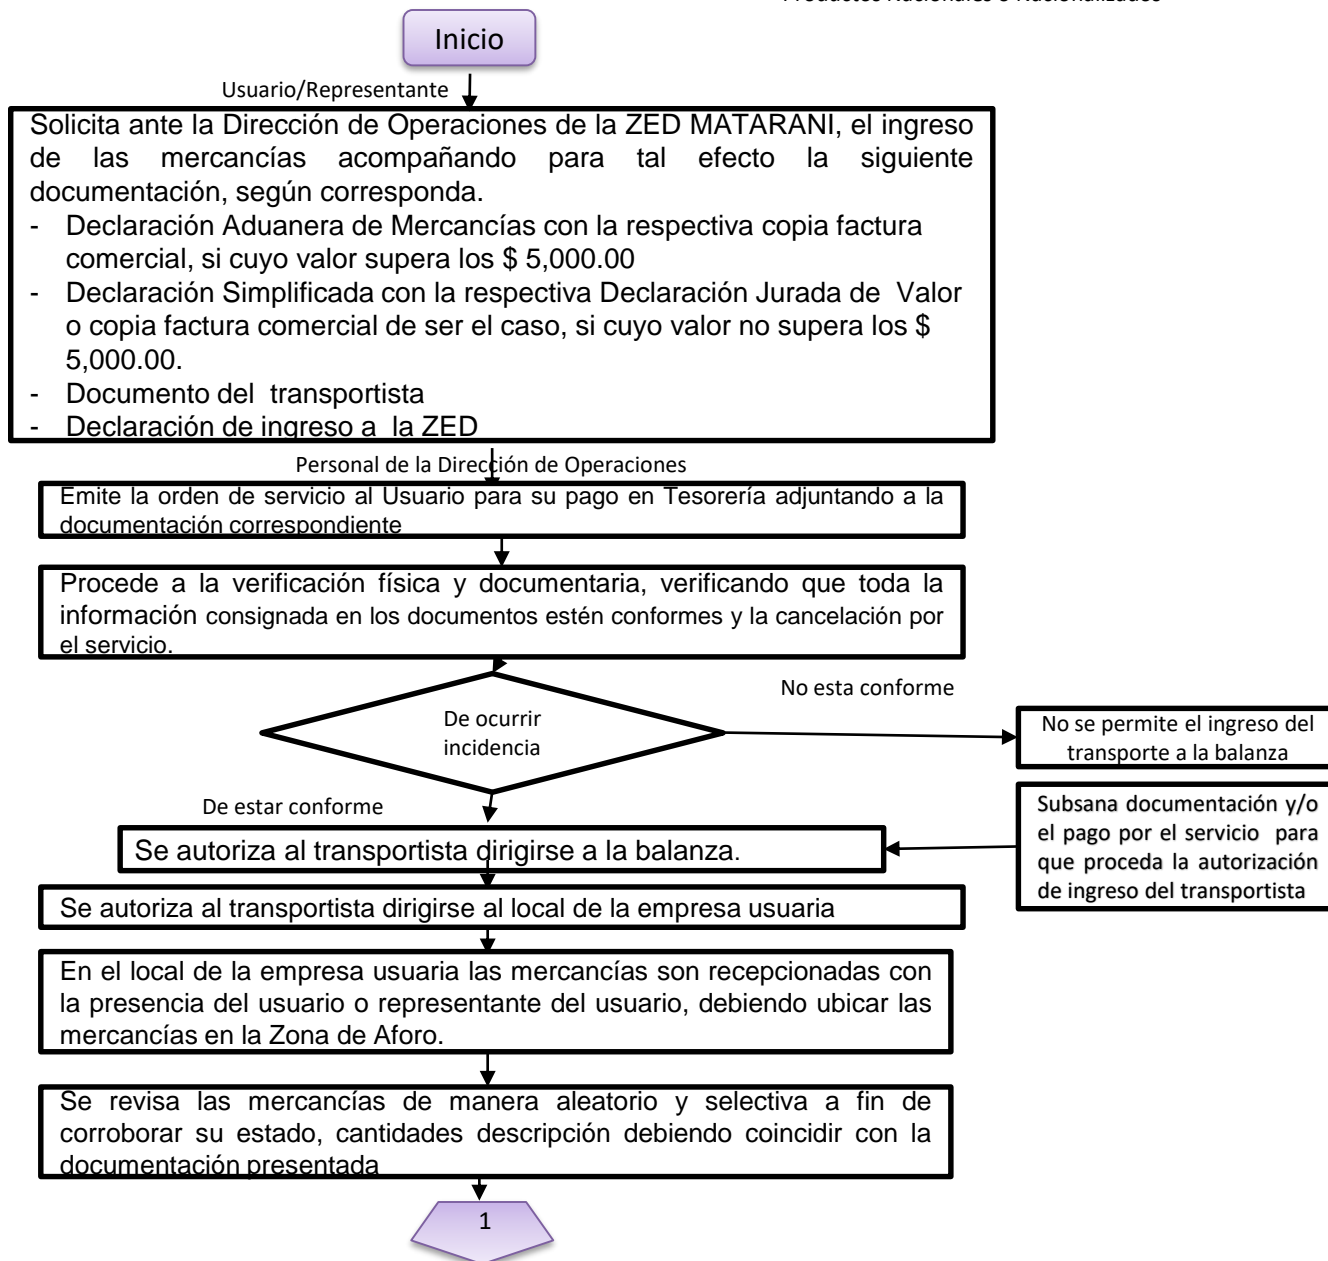 Productos Nacionales o Nacionalizados
Inicio
Usuario/Representante
Solicita ante la Dirección de Operaciones de la ZED MATARANI, el ingreso
de las mercancías acompañando para tal efecto la siguiente
documentación, según corresponda.
- Declaración Aduanera de Mercancías con la respectiva copia factura
comercial, si cuyo valor supera los $ 5,000.00
- Declaración Simplificada con la respectiva Declaración Jurada de Valor
o copia factura comercial de ser el caso, si cuyo valor no supera los $
5,000.00.
- Documento del transportista
- Declaración de ingreso a la ZED
Personal de la Dirección de Operaciones
Emite la orden de servicio al Usuario para su pago en Tesorería adjuntando a la
documentación correspondiente
Procede a la verificación física y documentaria, verificando que toda la
información consignada en los documentos estén conformes y la cancelación por
el servicio.
De ocurrir
incidencia
No esta conforme
No se permite el ingreso del
transporte a la balanza
De estar conforme
Subsana documentación y/o
el pago por el servicio para
que proceda la autorización
de ingreso del transportista
Se autoriza al transportista dirigirse a la balanza.
Se autoriza al transportista dirigirse al local de la empresa usuaria
En el local de la empresa usuaria las mercancías son recepcionadas con
la presencia del usuario o representante del usuario, debiendo ubicar las
mercancías en la Zona de Aforo.
Se revisa las mercancías de manera aleatorio y selectiva a fin de
corroborar su estado, cantidades descripción debiendo coincidir con la
documentación presentada
1